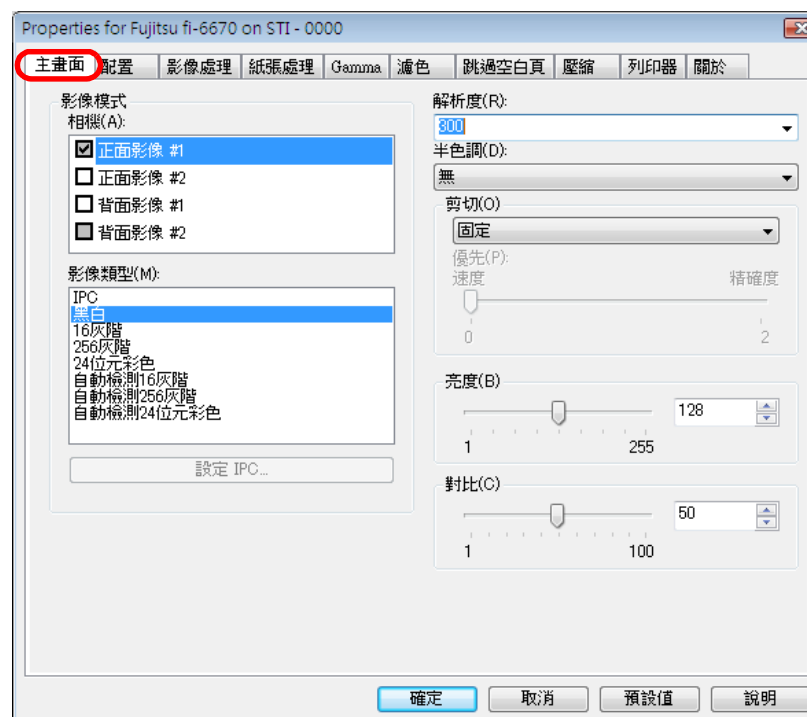 Properties for Fujitsu fi-6670 on STI - 0000
主畫面 配置 影像處理 紙張處理 Gamma 濾色 跳過空白頁 壓縮 列印器 關於
影像模式
相機(A):
正面影像 #1
正面影像 #2
背面影像 #1
背面影像 #2
影像類型(M):
IPC
黑白
16灰階
256灰階
24位元彩色
自動檢測16灰階
自動檢測256灰階
自動檢測24位元彩色
設定 IPC...
解析度(R):
300
半色調(D):
無
剪切(O)
固定
優先(P):
速度 精確度
0 2
亮度(B)
128
1 255
對比(C)
50
1 100
確定 取消 預設值 說明